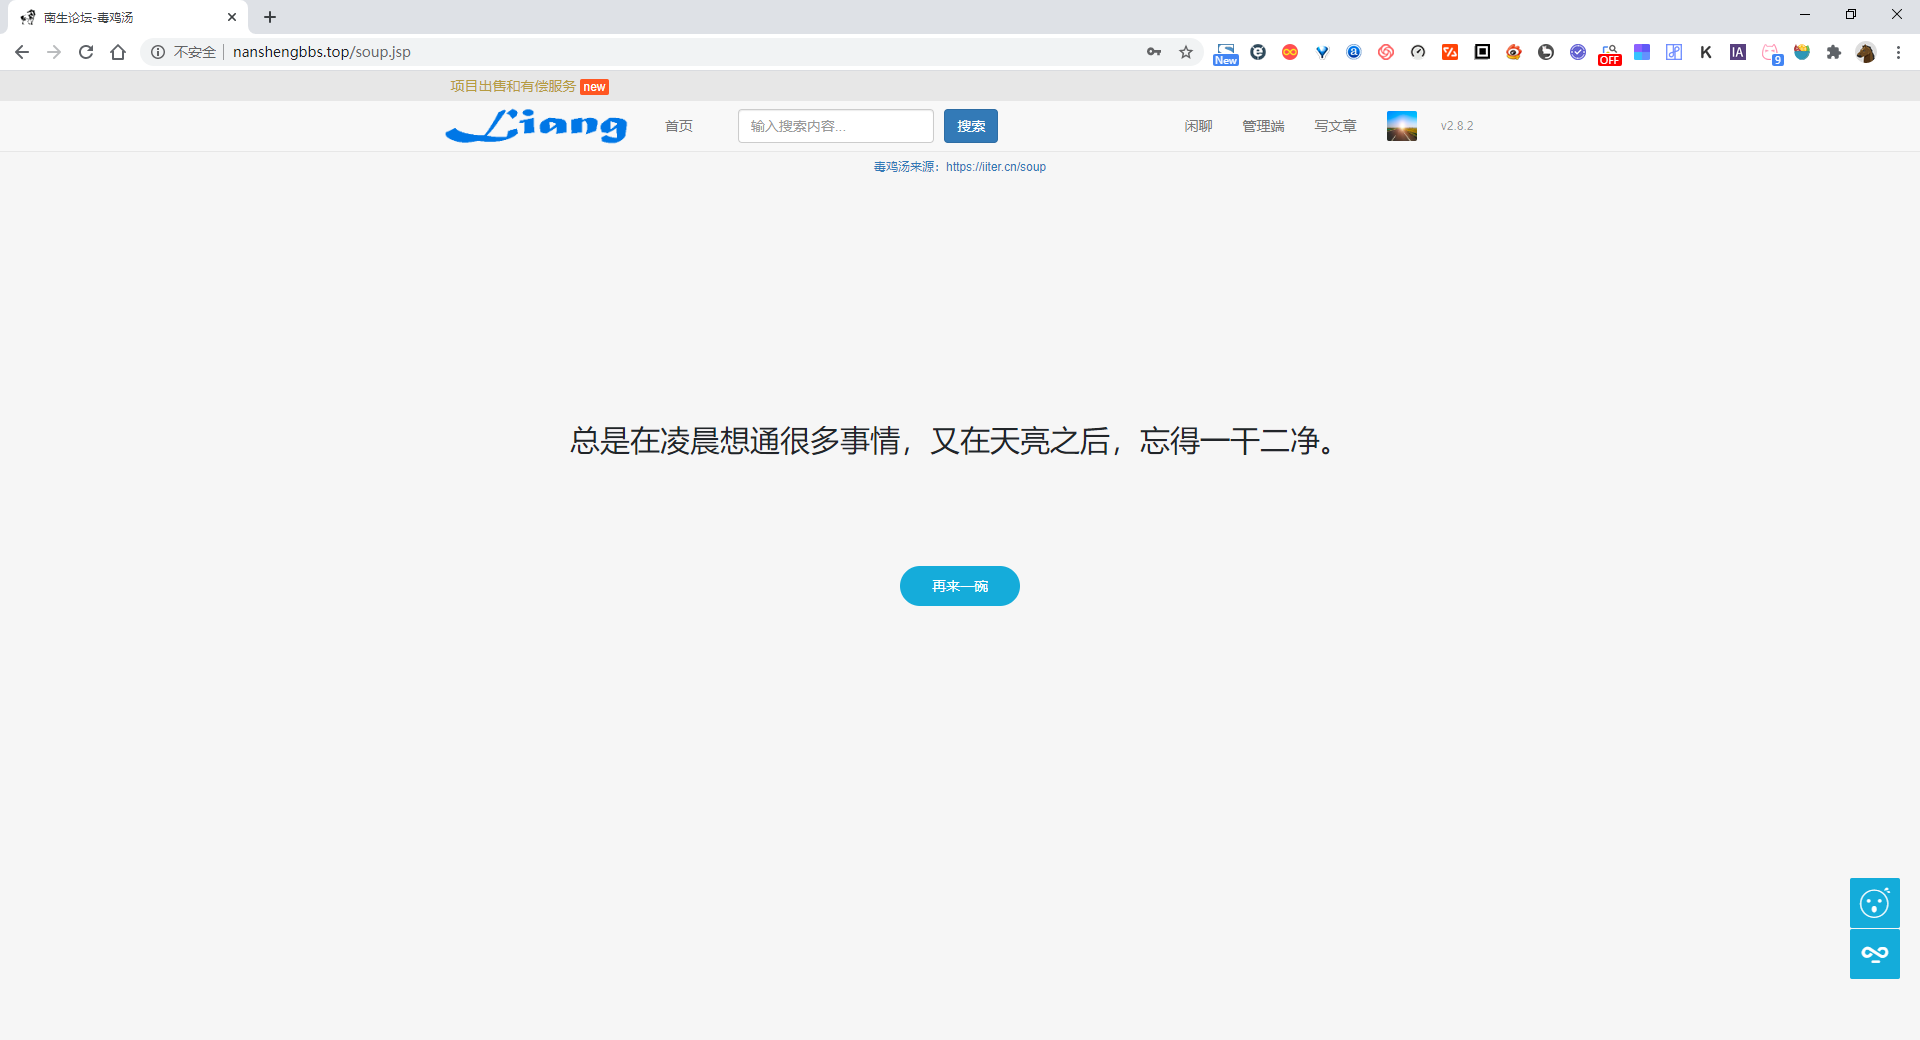 南生论坛-毒鸡汤
不安全 nanshengbbs.top/soup.jsp
New
OFF
K
IA
9
项目出售和有偿服务 new
Liang 首页 输入搜索内容... 搜索 闲聊 管理端 写文章 v2.8.2
毒鸡汤来源：https://iiter.cn/soup
总是在凌晨想通很多事情，又在天亮之后，忘得一干二净。
再来一碗